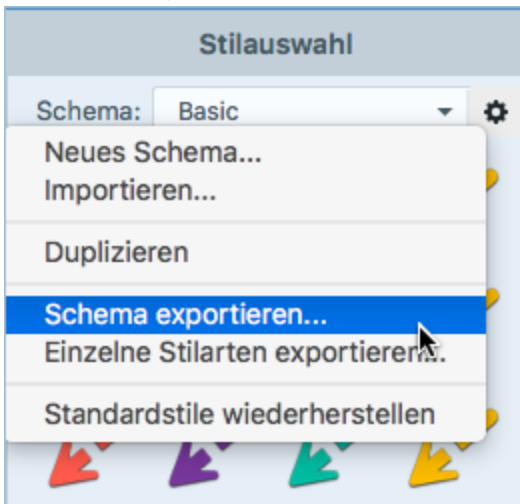 Stilauswahl
Schema: Basic
Neues Schema...
Importieren...
Duplizieren
Schema exportieren...
Einzelne Stilarten exportieren...
Standardstile wiederherstellen